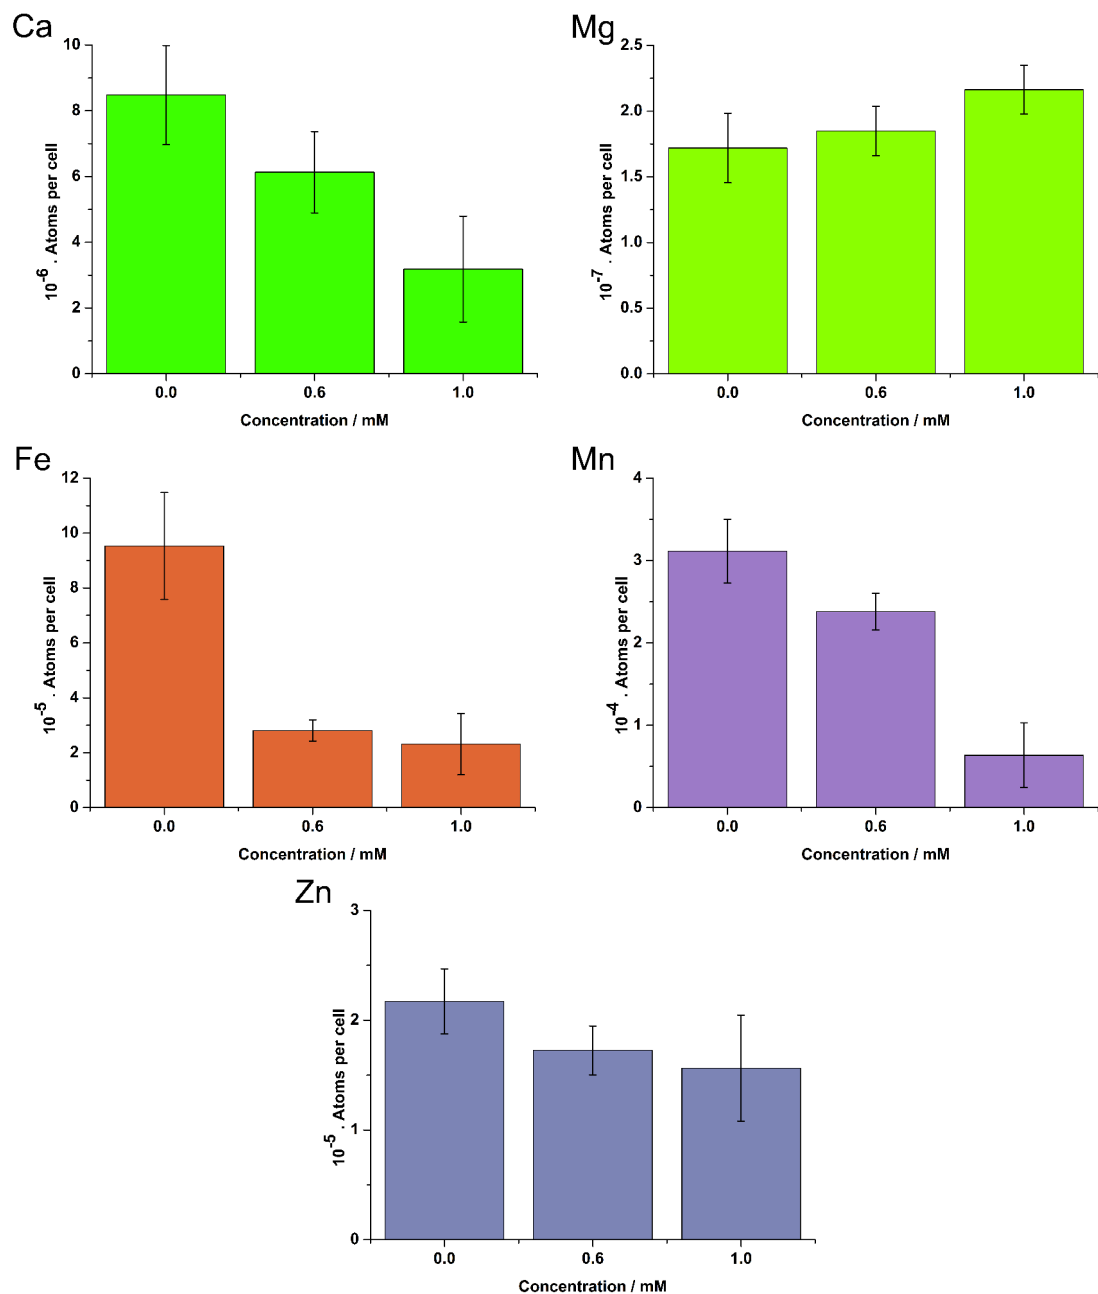 Ca
10
8
6
4
2
0
10⁻⁶ . Atoms per cell
0.0 0.6 1.0
Concentration / mM
Mg
2.5
2.0
1.5
1.0
0.5
0.0
10⁻⁷ . Atoms per cell
0.0 0.6 1.0
Concentration / mM
Fe
12
10
8
6
4
2
0
10⁻⁵ . Atoms per cell
0.0 0.6 1.0
Concentration / mM
Mn
4
3
2
1
0
10⁻⁴ . Atoms per cell
0.0 0.6 1.0
Concentration / mM
Zn
3
2
1
0
10⁻⁵ . Atoms per cell
0.0 0.6 1.0
Concentration / mM